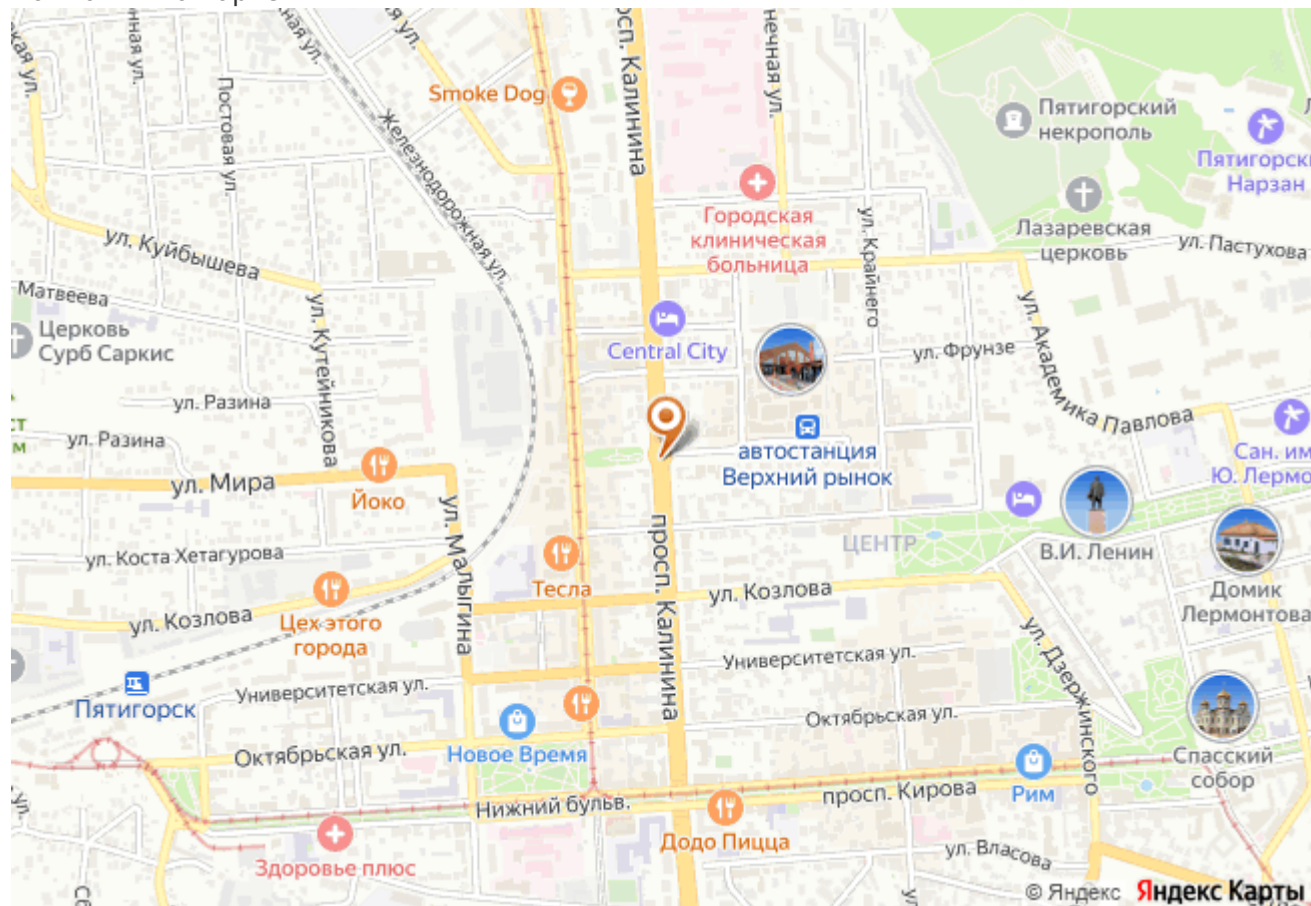 просп. Калинина
Smoke Dog
Железнодорожная ул.
Постовая ул.
Пятигорский
некрополь
Нарзан
Городская
клиническая
больница
ул. Крайнего
Лазаревская
церковь
ул. Пастухова
ул. Куйбышева
Матвеева
Церковь
Сурб Саркис
ул. Кутейникова
Central City
ул. Фрунзе
ул. Академика Павлова
ул. Разина
ул. Разина
автостанция
Верхний рынок
ул. Мира
Йоко
ул. Малыгина
просп. Калинина
ЦЕНТР
В.И. Ленин
Домик
Лермонтова
ул. Коста Хетагурова
Тесла
ул. Козлова
ул. Козлова
Цех этого
города
Университетская ул.
ул. Дзержинского
Пятигорск
Университетская ул.
Октябрьская ул.
Октябрьская ул.
Новое Время
Спасский
собор
Нижний бульв.
просп. Кирова
Рим
Додо Пицца
Здоровье плюс
ул. Власова
© Яндекс Яндекс Карты